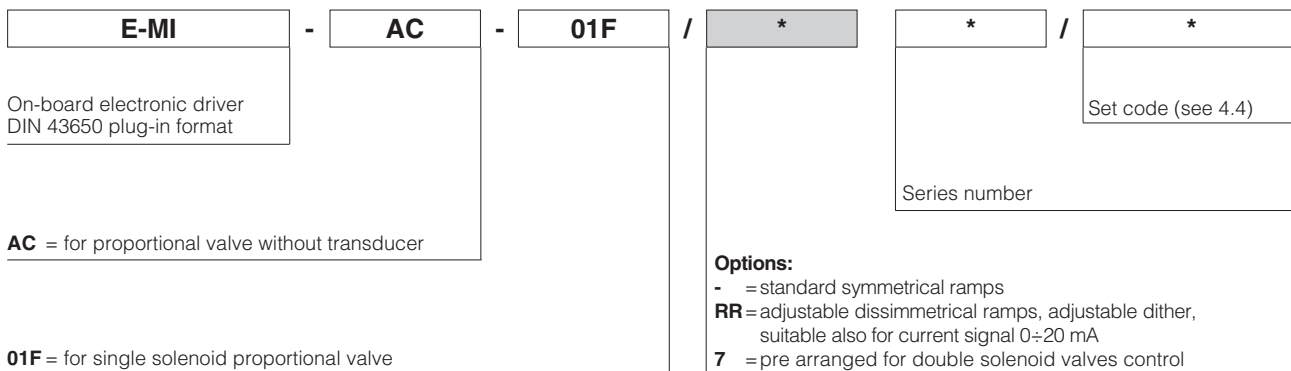 E-MI - AC - 01F / * * / *
On-board electronic driver
DIN 43650 plug-in format
Set code (see 4.4)
Series number
AC = for proportional valve without transducer
Options:
- = standard symmetrical ramps
RR = adjustable dissimmetrical ramps, adjustable dither,
suitable also for current signal 0÷20 mA
01F = for single solenoid proportional valve
7 = pre arranged for double solenoid valves control